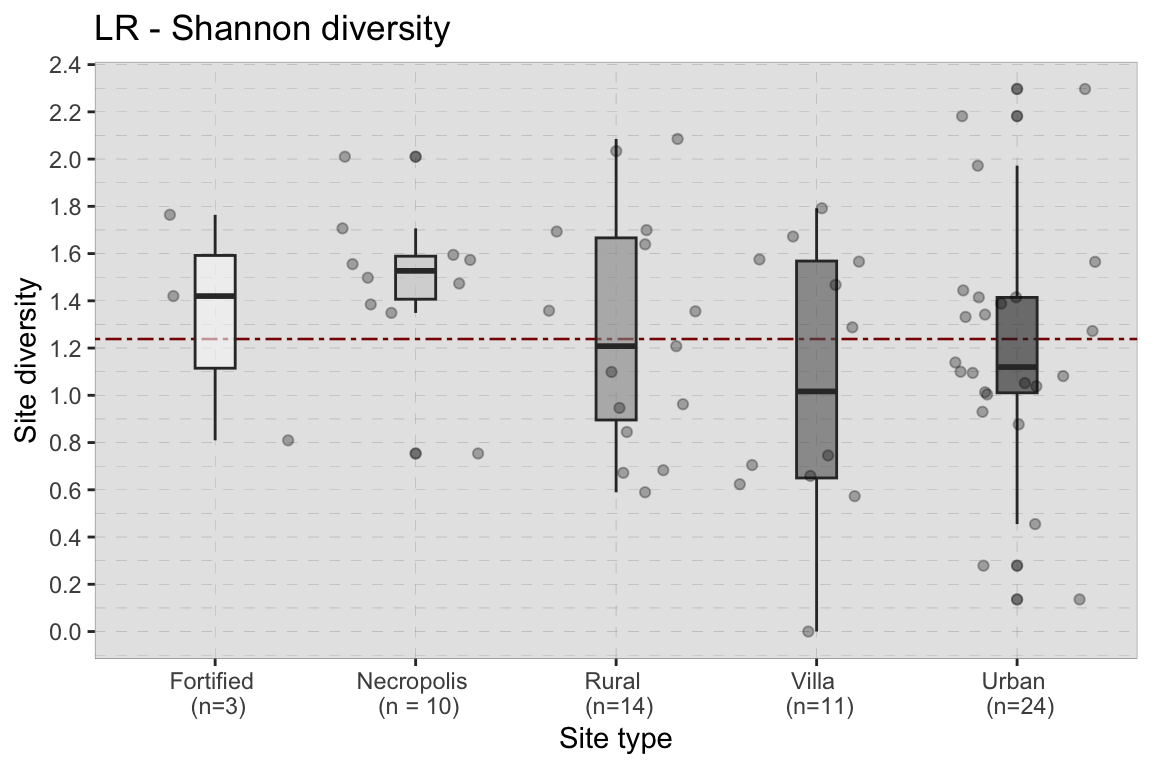 LR - Shannon diversity
Site diversity
2.4
2.2
2.0
1.8
1.6
1.4
1.2
1.0
0.8
0.6
0.4
0.2
0.0
Fortified Necropolis Rural Villa Urban
(n=3) (n = 10) (n=14) (n=11) (n=24)
Site type